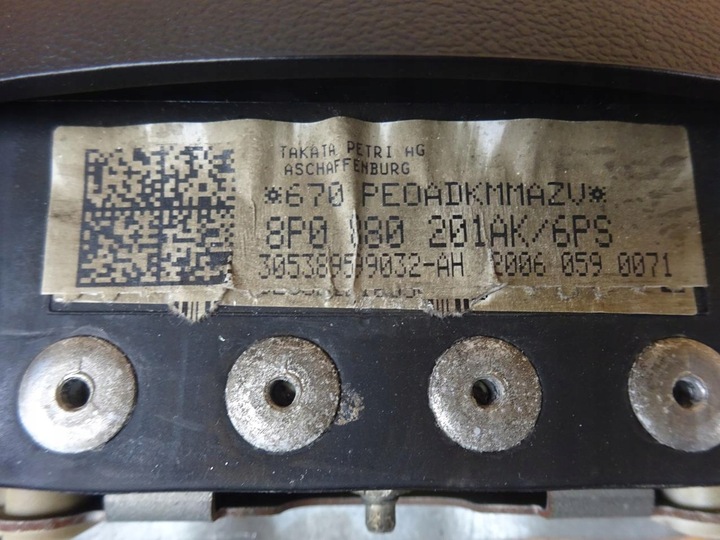 TAKATA PETRI AG
ASCHAFFENBURG
*670 PEOADKMMAZV*
8P0 880 201AK/6PS
305389599032-AH 2006 059 0071